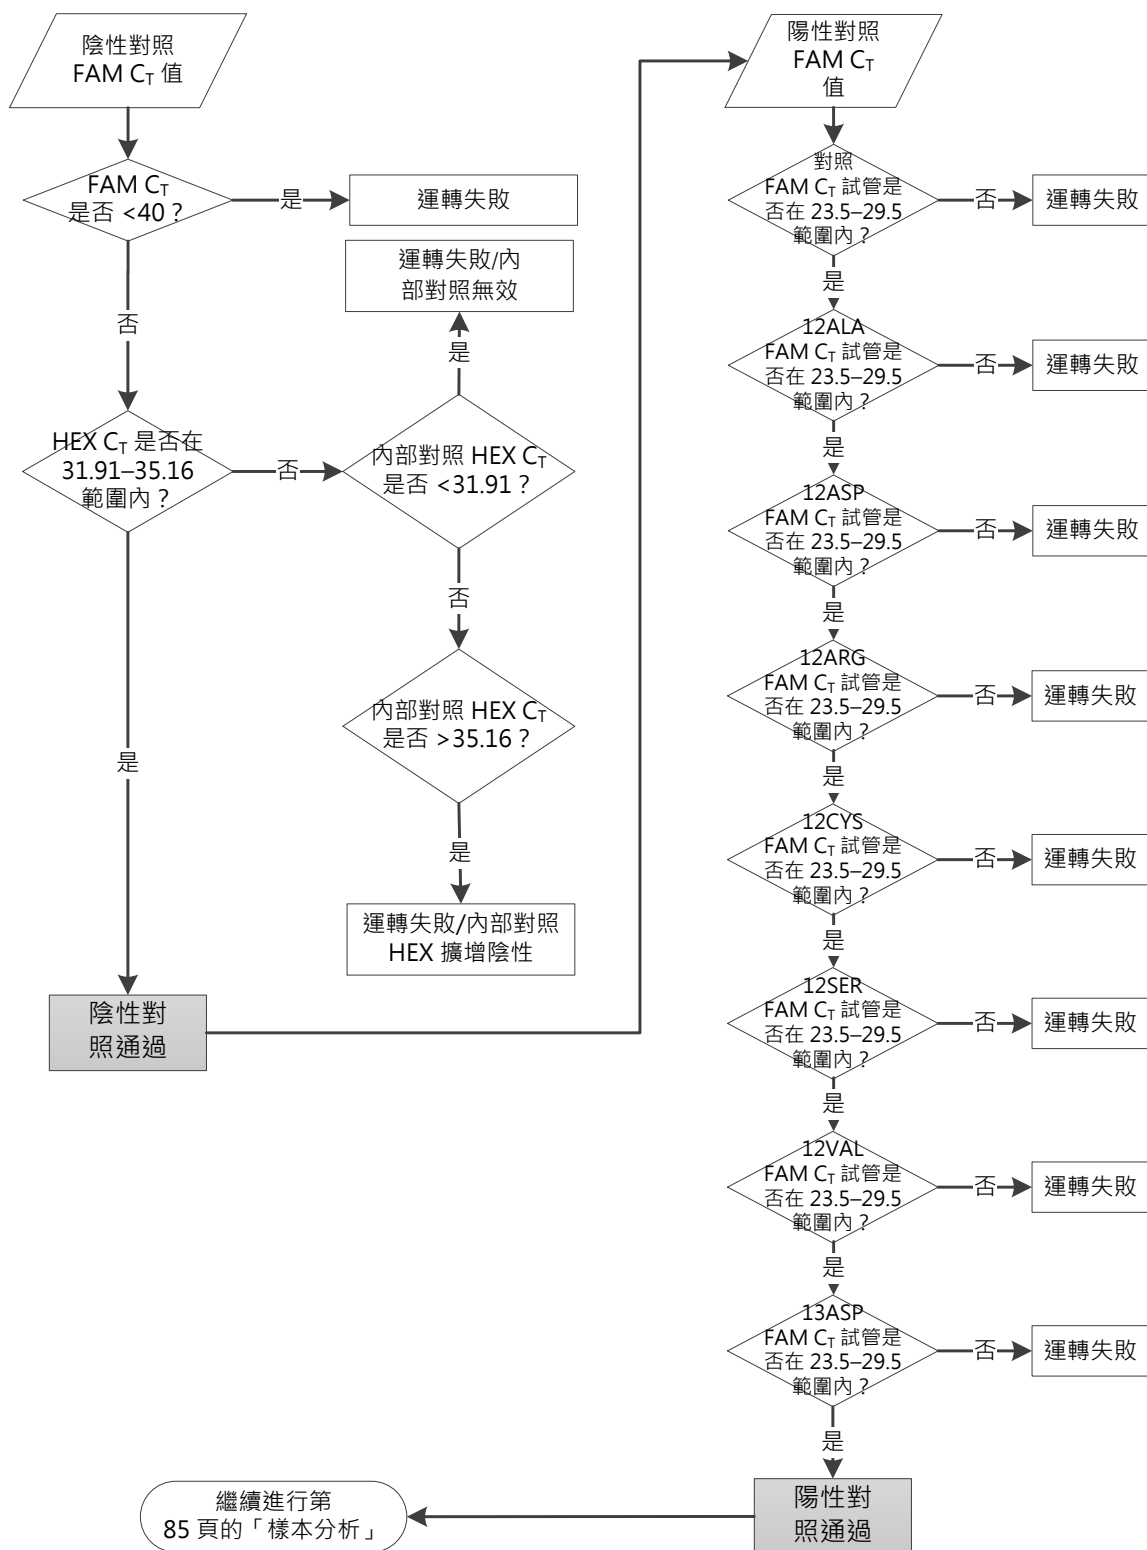 陰性對照
FAM CT 值
FAM CT
是否 <40？
是
運轉失敗
運轉失敗/內
部對照無效
否
是
HEX CT 是否在
31.91–35.16
範圍內？
否
內部對照 HEX CT
是否 <31.91？
否
內部對照 HEX CT
是否 >35.16？
是
是
運轉失敗/內部對照
HEX 擴增陰性
陰性對
照通過
陽性對照
FAM CT
值
對照
FAM CT 試管是
否在 23.5–29.5
範圍內？
否
運轉失敗
是
12ALA
FAM CT 試管是
否在 23.5–29.5
範圍內？
否
運轉失敗
是
12ASP
FAM CT 試管是
否在 23.5–29.5
範圍內？
否
運轉失敗
是
12ARG
FAM CT 試管是
否在 23.5–29.5
範圍內？
否
運轉失敗
是
12CYS
FAM CT 試管是
否在 23.5–29.5
範圍內？
否
運轉失敗
是
12SER
FAM CT 試管是
否在 23.5–29.5
範圍內？
否
運轉失敗
是
12VAL
FAM CT 試管是
否在 23.5–29.5
範圍內？
否
運轉失敗
是
13ASP
FAM CT 試管是
否在 23.5–29.5
範圍內？
否
運轉失敗
是
陽性對
照通過
繼續進行第
85 頁的「樣本分析」